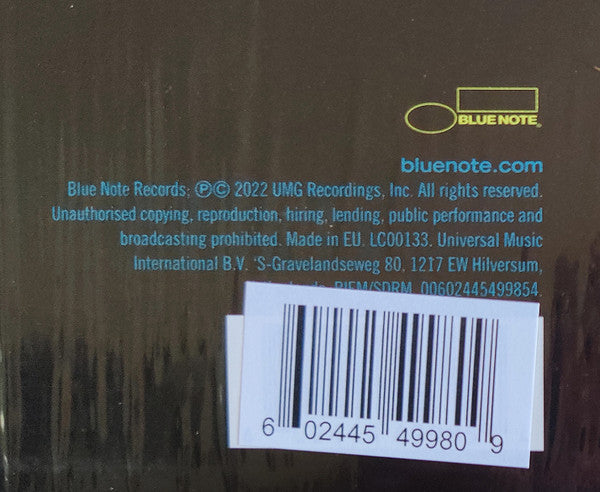 BLUE NOTE
bluenote.com
Blue Note Records; ℗© 2022 UMG Recordings, Inc. All rights reserved.
Unauthorised copying, reproduction, hiring, lending, public performance and
broadcasting prohibited. Made in EU. LC00133. Universal Music
International B.V. 'S-Gravelandseweg 80, 1217 EW Hilversum,
BIEM/SDRM. 00602445499854.
6 02445 49980 9